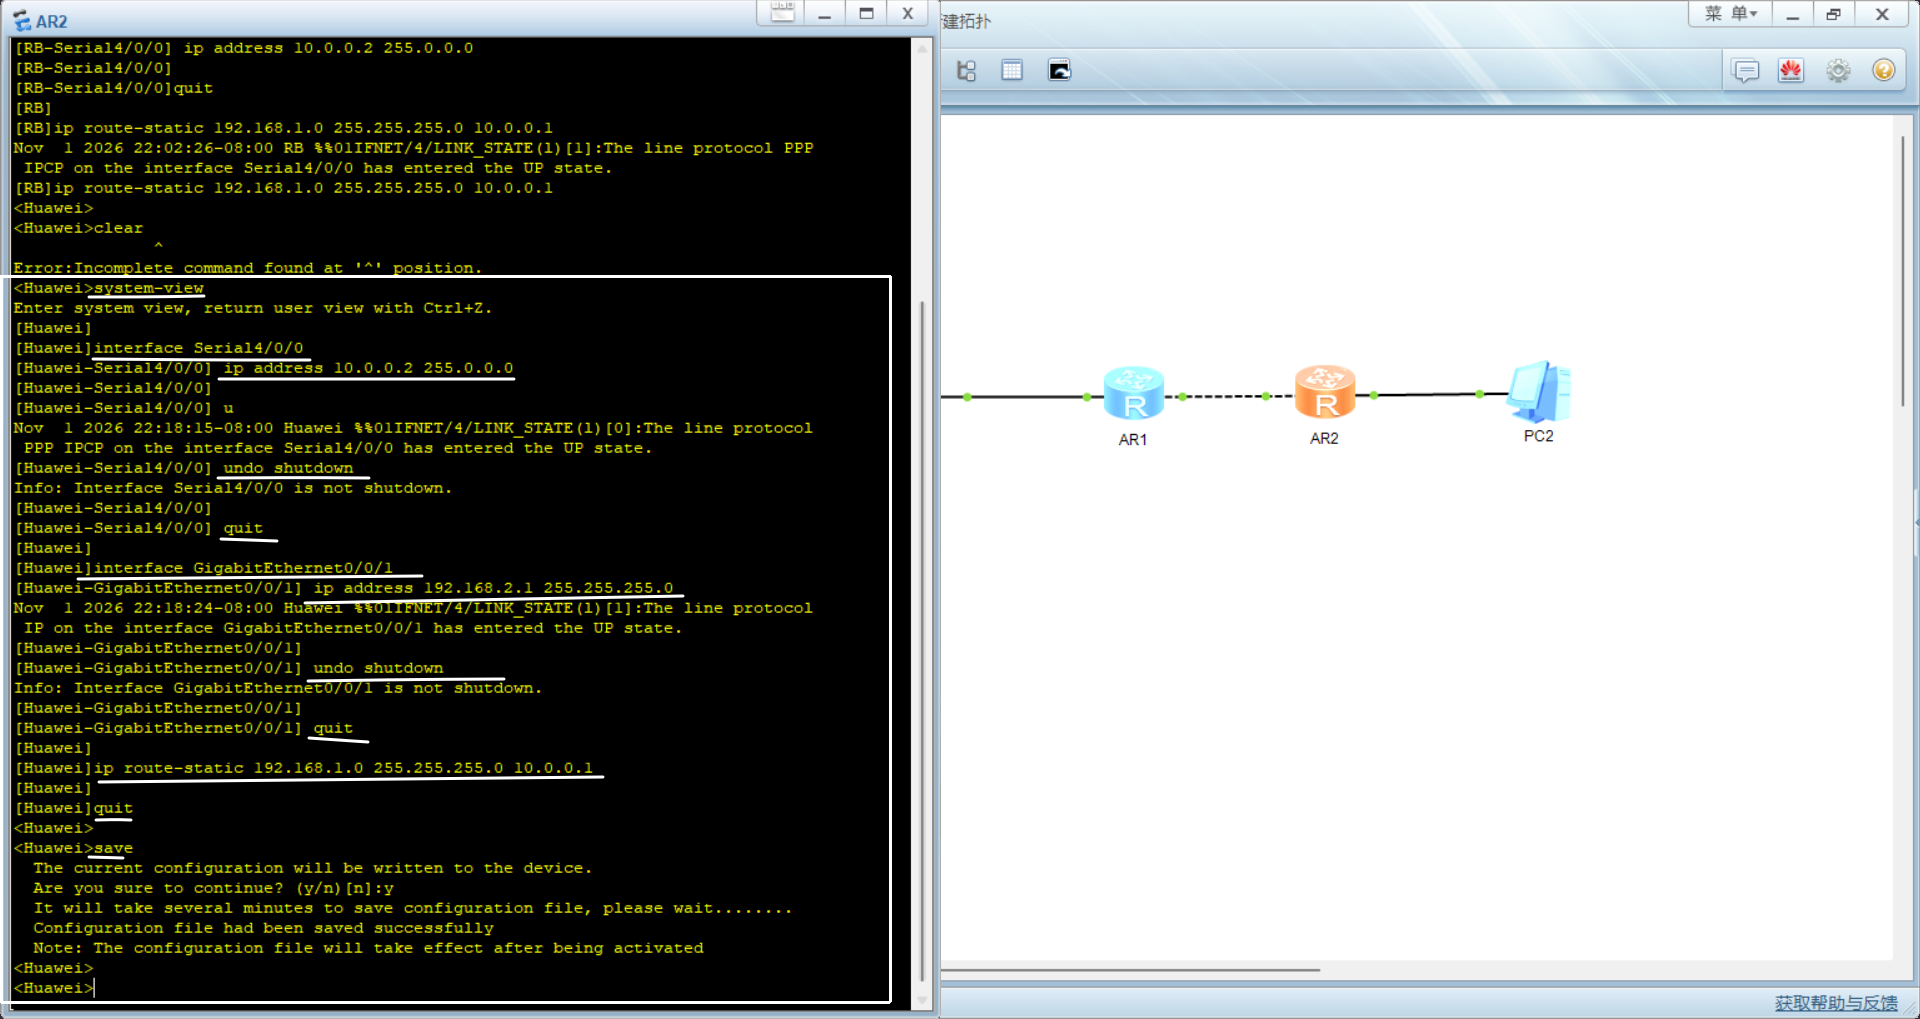 AR2
[RB-Serial4/0/0] ip address 10.0.0.2 255.0.0.0
[RB-Serial4/0/0]
[RB-Serial4/0/0]quit
[RB]
[RB]ip route-static 192.168.1.0 255.255.255.0 10.0.0.1
Nov  1 2026 22:02:26-08:00 RB %%01IFNET/4/LINK_STATE(l)[1]:The line protocol PPP
 IPCP on the interface Serial4/0/0 has entered the UP state.
[RB]ip route-static 192.168.1.0 255.255.255.0 10.0.0.1
<Huawei>
<Huawei>clear
              ^
Error:Incomplete command found at '^' position.
<Huawei>system-view
Enter system view, return user view with Ctrl+Z.
[Huawei]
[Huawei]interface Serial4/0/0
[Huawei-Serial4/0/0] ip address 10.0.0.2 255.0.0.0
[Huawei-Serial4/0/0]
[Huawei-Serial4/0/0] u
Nov  1 2026 22:18:15-08:00 Huawei %%01IFNET/4/LINK_STATE(l)[0]:The line protocol
 PPP IPCP on the interface Serial4/0/0 has entered the UP state.
[Huawei-Serial4/0/0] undo shutdown
Info: Interface Serial4/0/0 is not shutdown.
[Huawei-Serial4/0/0]
[Huawei-Serial4/0/0] quit
[Huawei]
[Huawei]interface GigabitEthernet0/0/1
[Huawei-GigabitEthernet0/0/1] ip address 192.168.2.1 255.255.255.0
Nov  1 2026 22:18:24-08:00 Huawei %%01IFNET/4/LINK_STATE(l)[1]:The line protocol
 IP on the interface GigabitEthernet0/0/1 has entered the UP state.
[Huawei-GigabitEthernet0/0/1]
[Huawei-GigabitEthernet0/0/1] undo shutdown
Info: Interface GigabitEthernet0/0/1 is not shutdown.
[Huawei-GigabitEthernet0/0/1]
[Huawei-GigabitEthernet0/0/1] quit
[Huawei]
[Huawei]ip route-static 192.168.1.0 255.255.255.0 10.0.0.1
[Huawei]
[Huawei]quit
<Huawei>
<Huawei>save
  The current configuration will be written to the device.
  Are you sure to continue? (y/n)[n]:y
  It will take several minutes to save configuration file, please wait........
  Configuration file had been saved successfully
  Note: The configuration file will take effect after being activated
<Huawei>
<Huawei>
建拓扑
菜 单
R
AR1
R
AR2
PC2
获取帮助与反馈